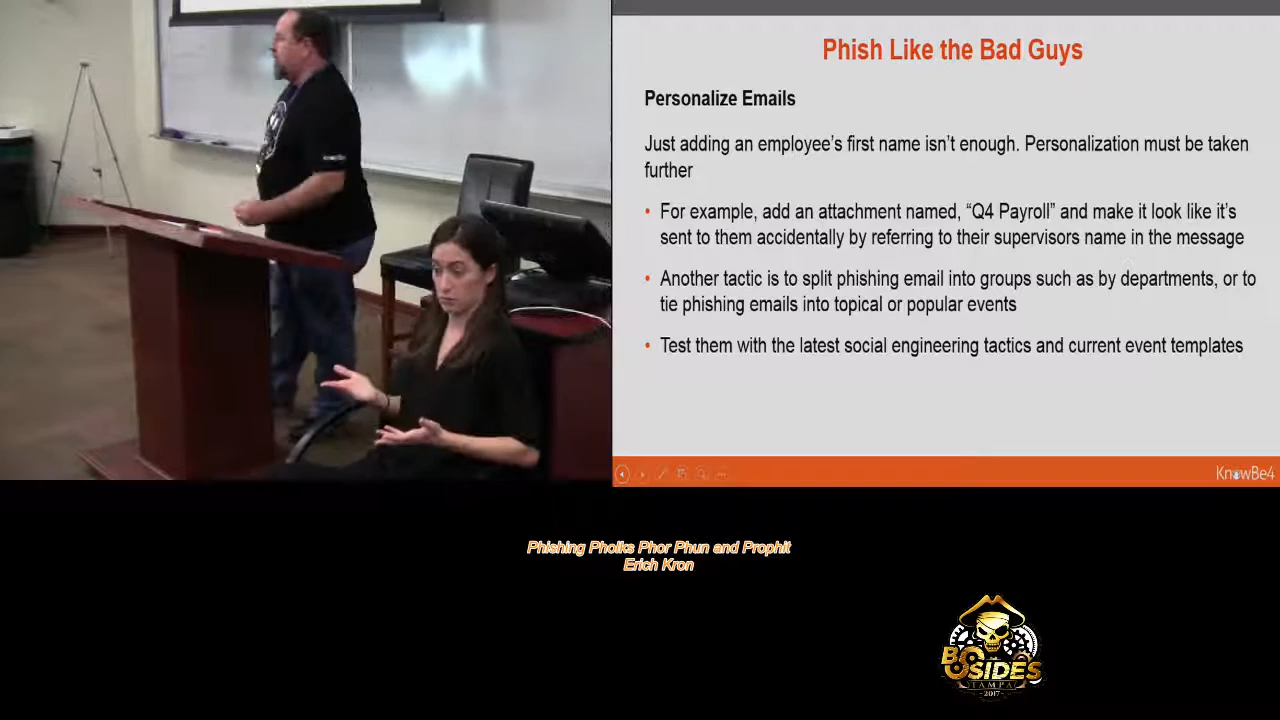 Phish Like the Bad Guys
Personalize Emails
Just adding an employee's first name isn't enough. Personalization must be taken
further
• For example, add an attachment named, “Q4 Payroll” and make it look like it's
sent to them accidentally by referring to their supervisors name in the message
• Another tactic is to split phishing email into groups such as by departments, or to
tie phishing emails into topical or popular events
• Test them with the latest social engineering tactics and current event templates
KnowBe4
Phishing Pholks Phor Phun and Prophit
Erich Kron
BSIDES
TAMPA
-2017-